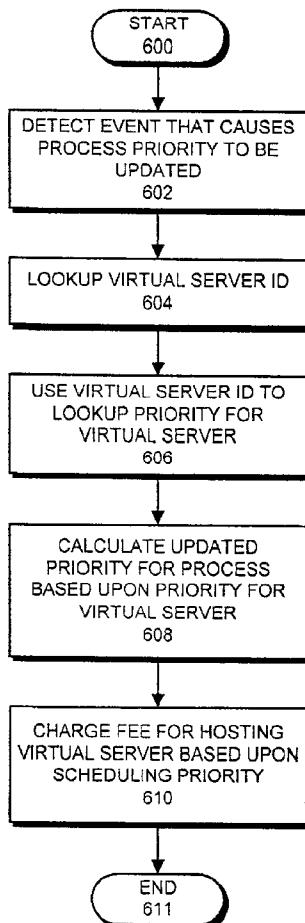 START
600
DETECT EVENT THAT CAUSES
PROCESS PRIORITY TO BE
UPDATED
602
LOOKUP VIRTUAL SERVER ID
604
USE VIRTUAL SERVER ID TO
LOOKUP PRIORITY FOR
VIRTUAL SERVER
606
CALCULATE UPDATED
PRIORITY FOR PROCESS
BASED UPON PRIORITY FOR
VIRTUAL SERVER
608
CHARGE FEE FOR HOSTING
VIRTUAL SERVER BASED UPON
SCHEDULING PRIORITY
610
END
611